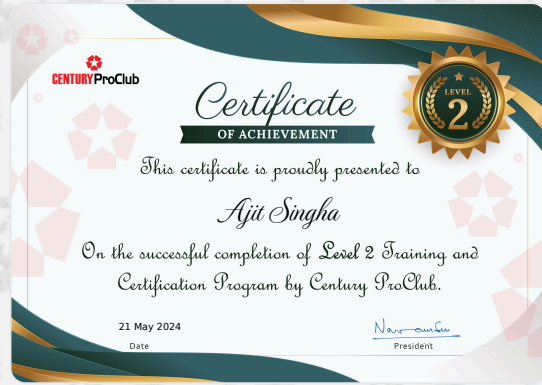 CENTURY ProClub
Certificate
OF ACHIEVEMENT
LEVEL
2
This certificate is proudly presented to
Ajit Singha
On the successful completion of Level 2 Training and
Certification Program by Century ProClub.
21 May 2024
Date
President